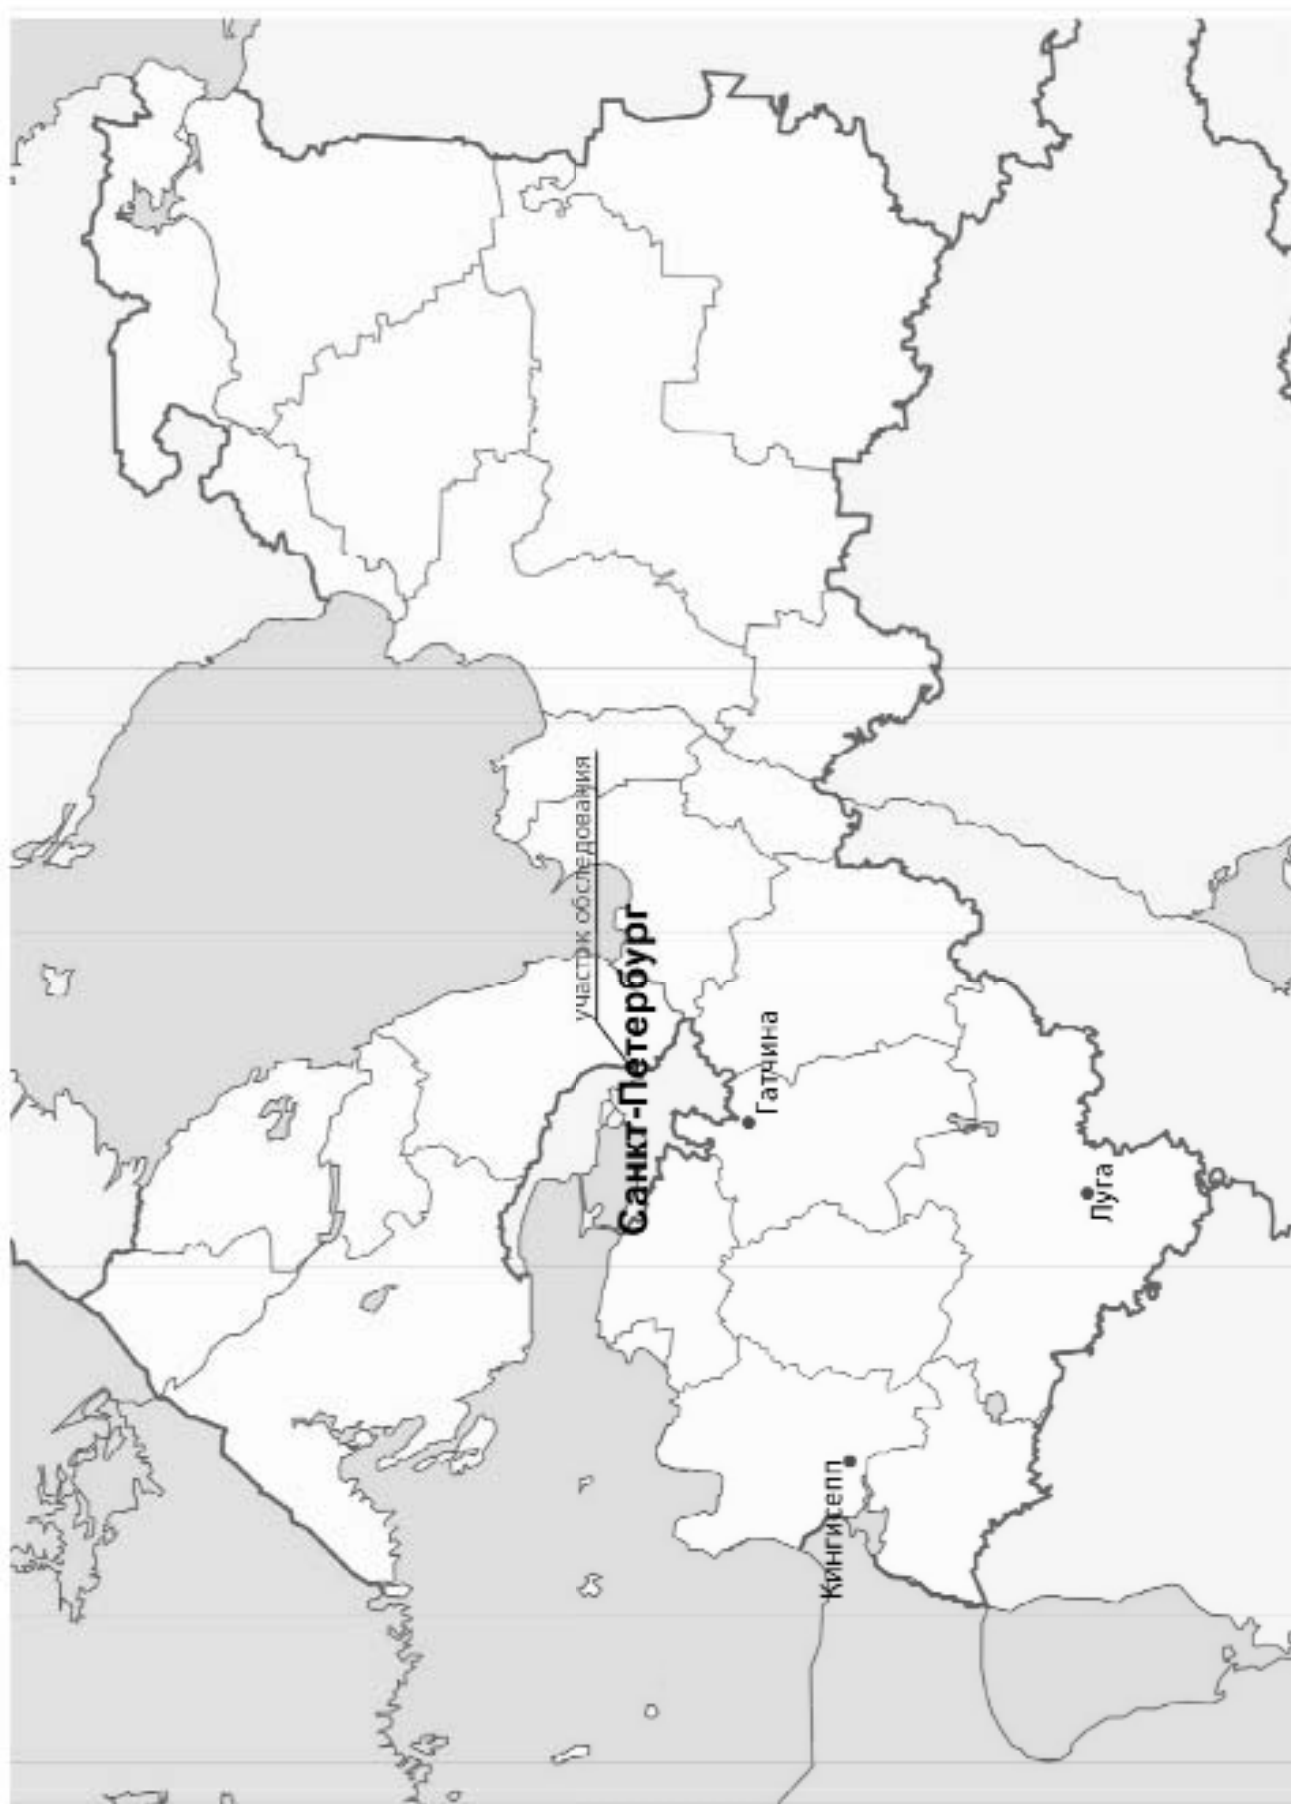 участок обследования
Санкт-Петербург
Гатчина
Луга
Кингисепп